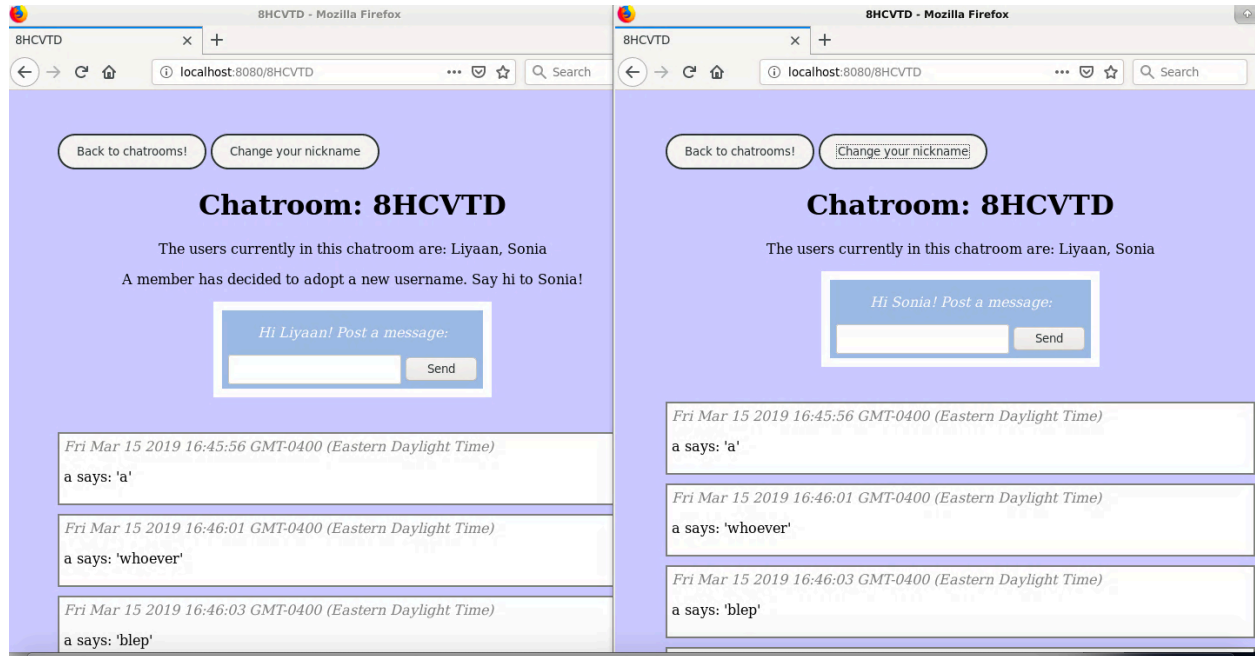 8HCVTD - Mozilla Firefox
8HCVTD
localhost:8080/8HCVTD
Search
Back to chatrooms!
Change your nickname
Chatroom: 8HCVTD
The users currently in this chatroom are: Liyaan, Sonia
A member has decided to adopt a new username. Say hi to Sonia!
Hi Liyaan! Post a message:
Send
Fri Mar 15 2019 16:45:56 GMT-0400 (Eastern Daylight Time)
a says: 'a'
Fri Mar 15 2019 16:46:01 GMT-0400 (Eastern Daylight Time)
a says: 'whoever'
Fri Mar 15 2019 16:46:03 GMT-0400 (Eastern Daylight Time)
a says: 'blep'
8HCVTD - Mozilla Firefox
8HCVTD
localhost:8080/8HCVTD
Search
Back to chatrooms!
Change your nickname
Chatroom: 8HCVTD
The users currently in this chatroom are: Liyaan, Sonia
Hi Sonia! Post a message:
Send
Fri Mar 15 2019 16:45:56 GMT-0400 (Eastern Daylight Time)
a says: 'a'
Fri Mar 15 2019 16:46:01 GMT-0400 (Eastern Daylight Time)
a says: 'whoever'
Fri Mar 15 2019 16:46:03 GMT-0400 (Eastern Daylight Time)
a says: 'blep'